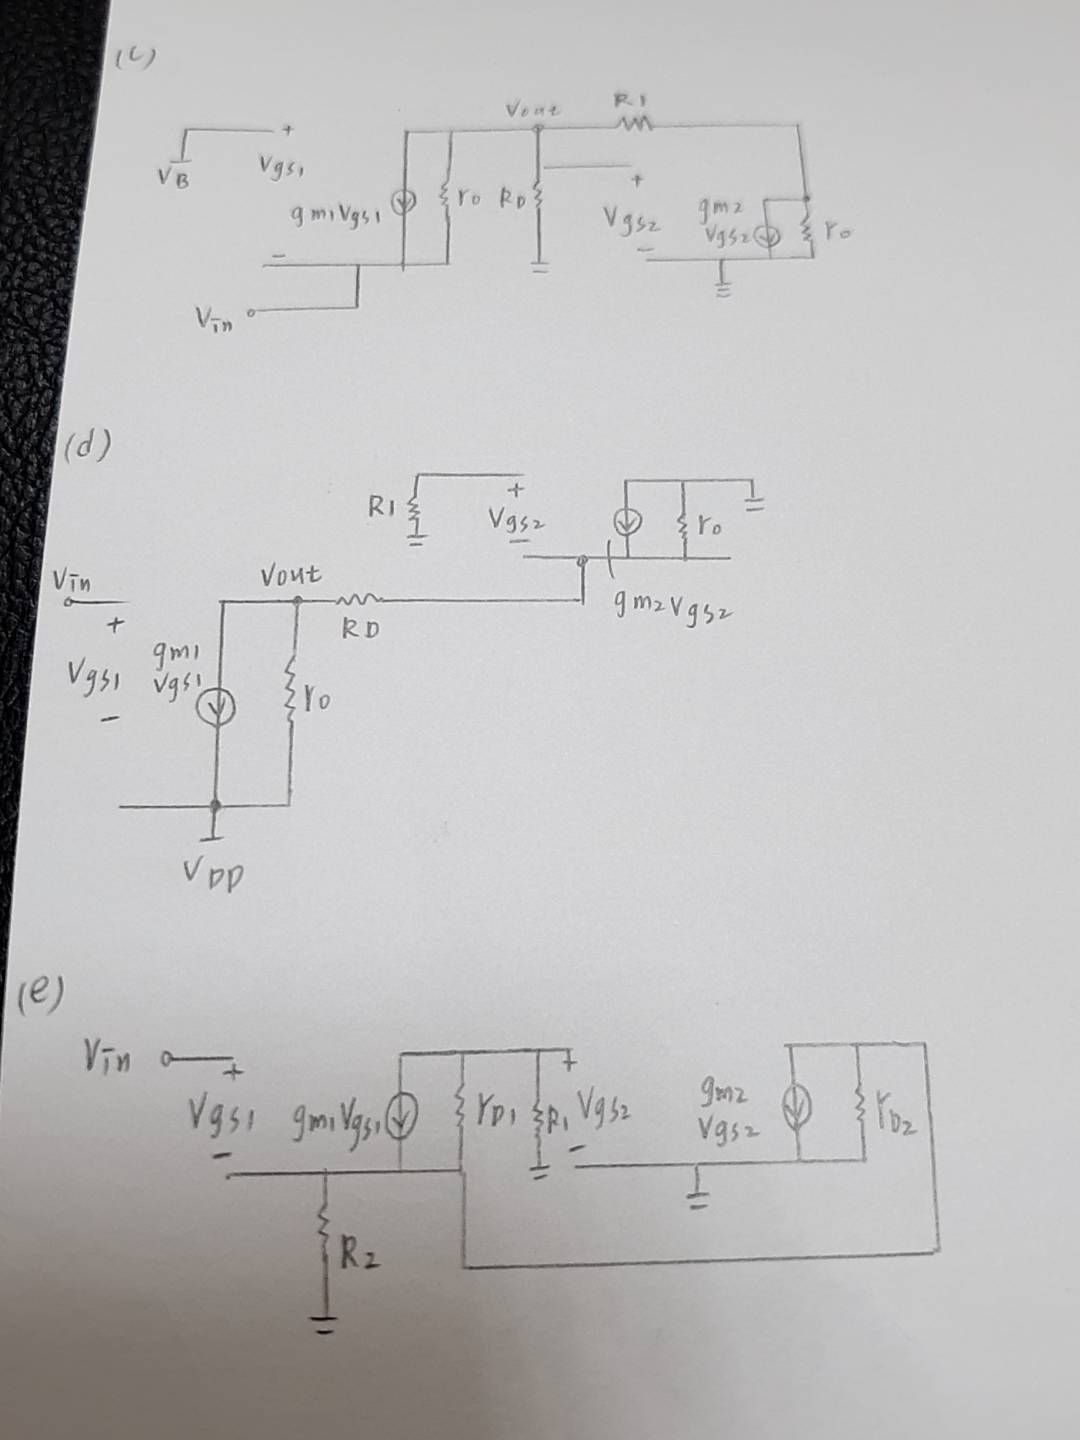 (c)
Vout R1
+
VB Vgs1
gm1Vgs1 ro RD
+
Vgs2 gm2
Vgs2 ro
-
-
Vin
(d)
R1 + Vgs2 - ro
Vin Vout
+ RD gm2Vgs2
Vgs1 gm1
Vgs1 ro
-
VDD
(e)
Vin + +
Vgs1 gm1Vgs1 rD1 R1 Vgs2 gm2
Vgs2 rD2
- -
R2